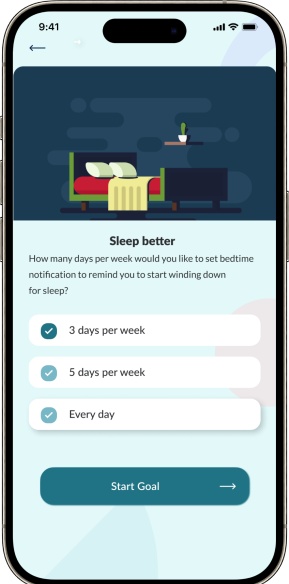 9:41
Sleep better
How many days per week would you like to set bedtime
notification to remind you to start winding down
for sleep?
3 days per week
5 days per week
Every day
Start Goal